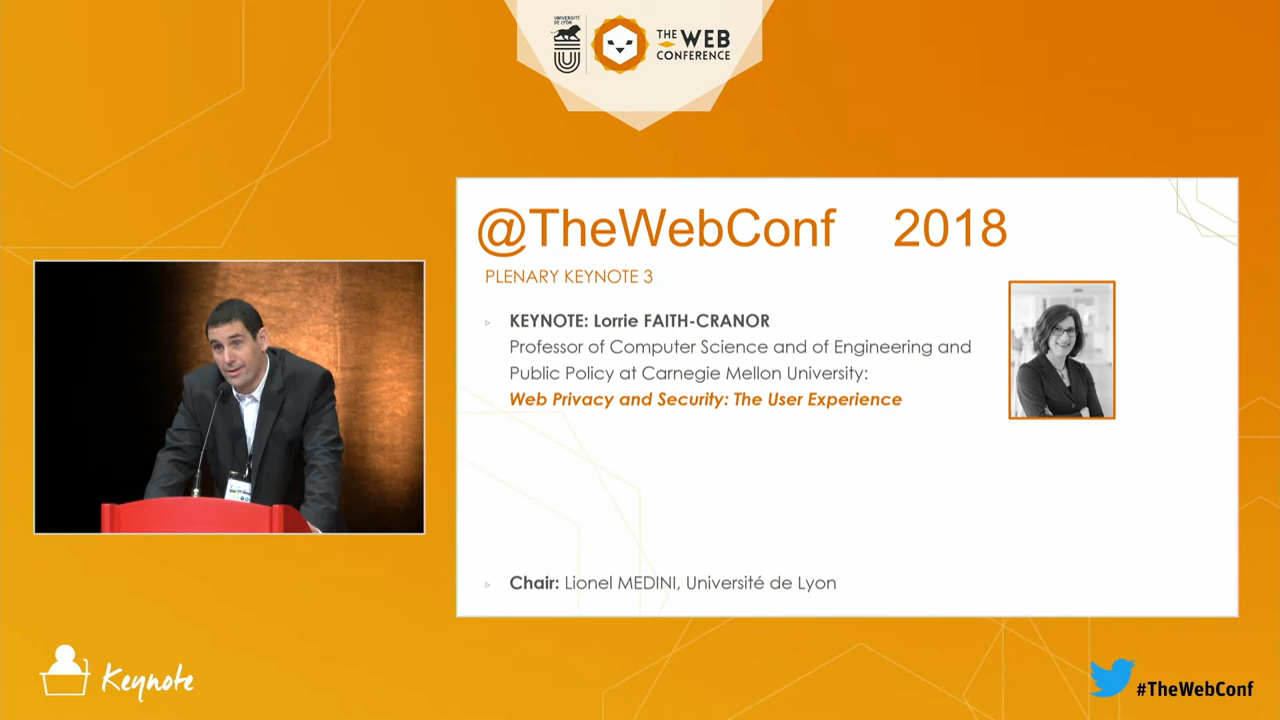 UNIVERSITÉ
DE LYON
THE WEB
CONFERENCE
@TheWebConf 2018
PLENARY KEYNOTE 3
KEYNOTE: Lorrie FAITH-CRANOR
Professor of Computer Science and of Engineering and
Public Policy at Carnegie Mellon University:
Web Privacy and Security: The User Experience
Chair: Lionel MEDINI, Université de Lyon
Keynote
#TheWebConf